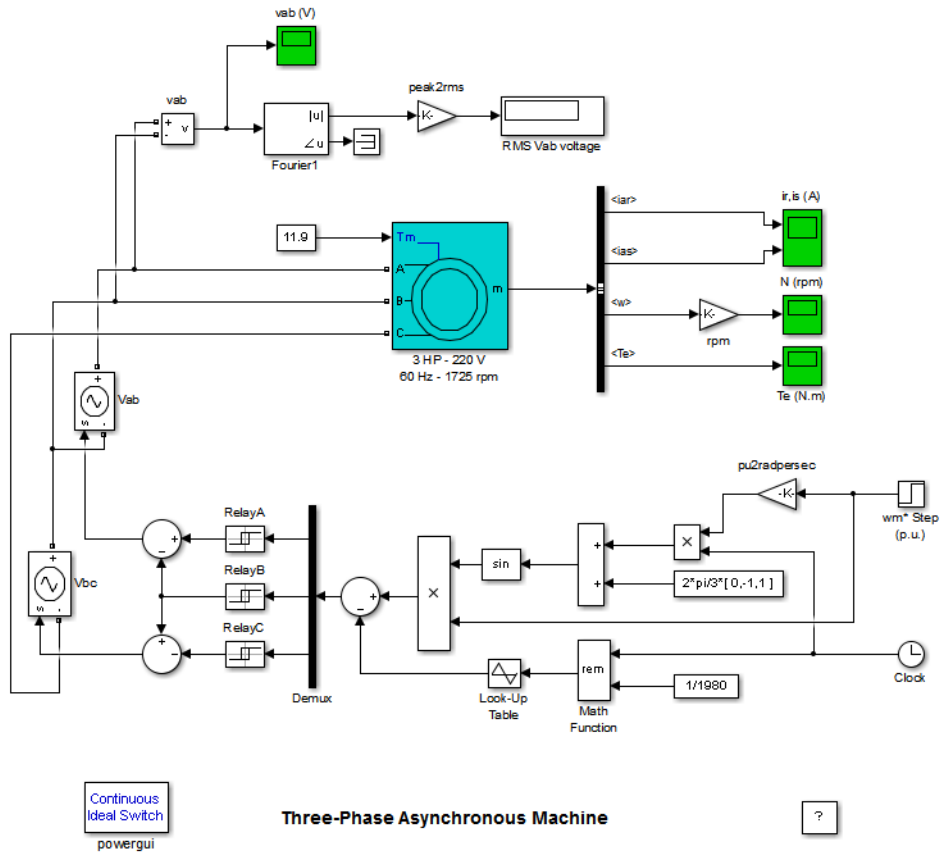 vab (V)
peak2rms
vab
+
-
v
|u|
∠u
-K-
Fourier1
RMS Vab voltage
ir,is (A)
<iar>
11.9
Tm
A
<ias>
m
N (rpm)
B
<w>
-K-
C
rpm
<Te>
3 HP - 220 V
60 Hz - 1725 rpm
Te (N.m)
+
Vab
s
-
pu2radpersec
-K-
RelayA
wm* Step
(p.u.)
+
−
+
×
sin
+
2*pi/3*[ 0,-1,1 ]
RelayB
+
Vbc
s
-
×
+
−
RelayC
+
−
rem
1/1980
Clock
Demux
Look-Up
Table
Math
Function
Continuous
Ideal Switch
Three-Phase Asynchronous Machine
?
powergui